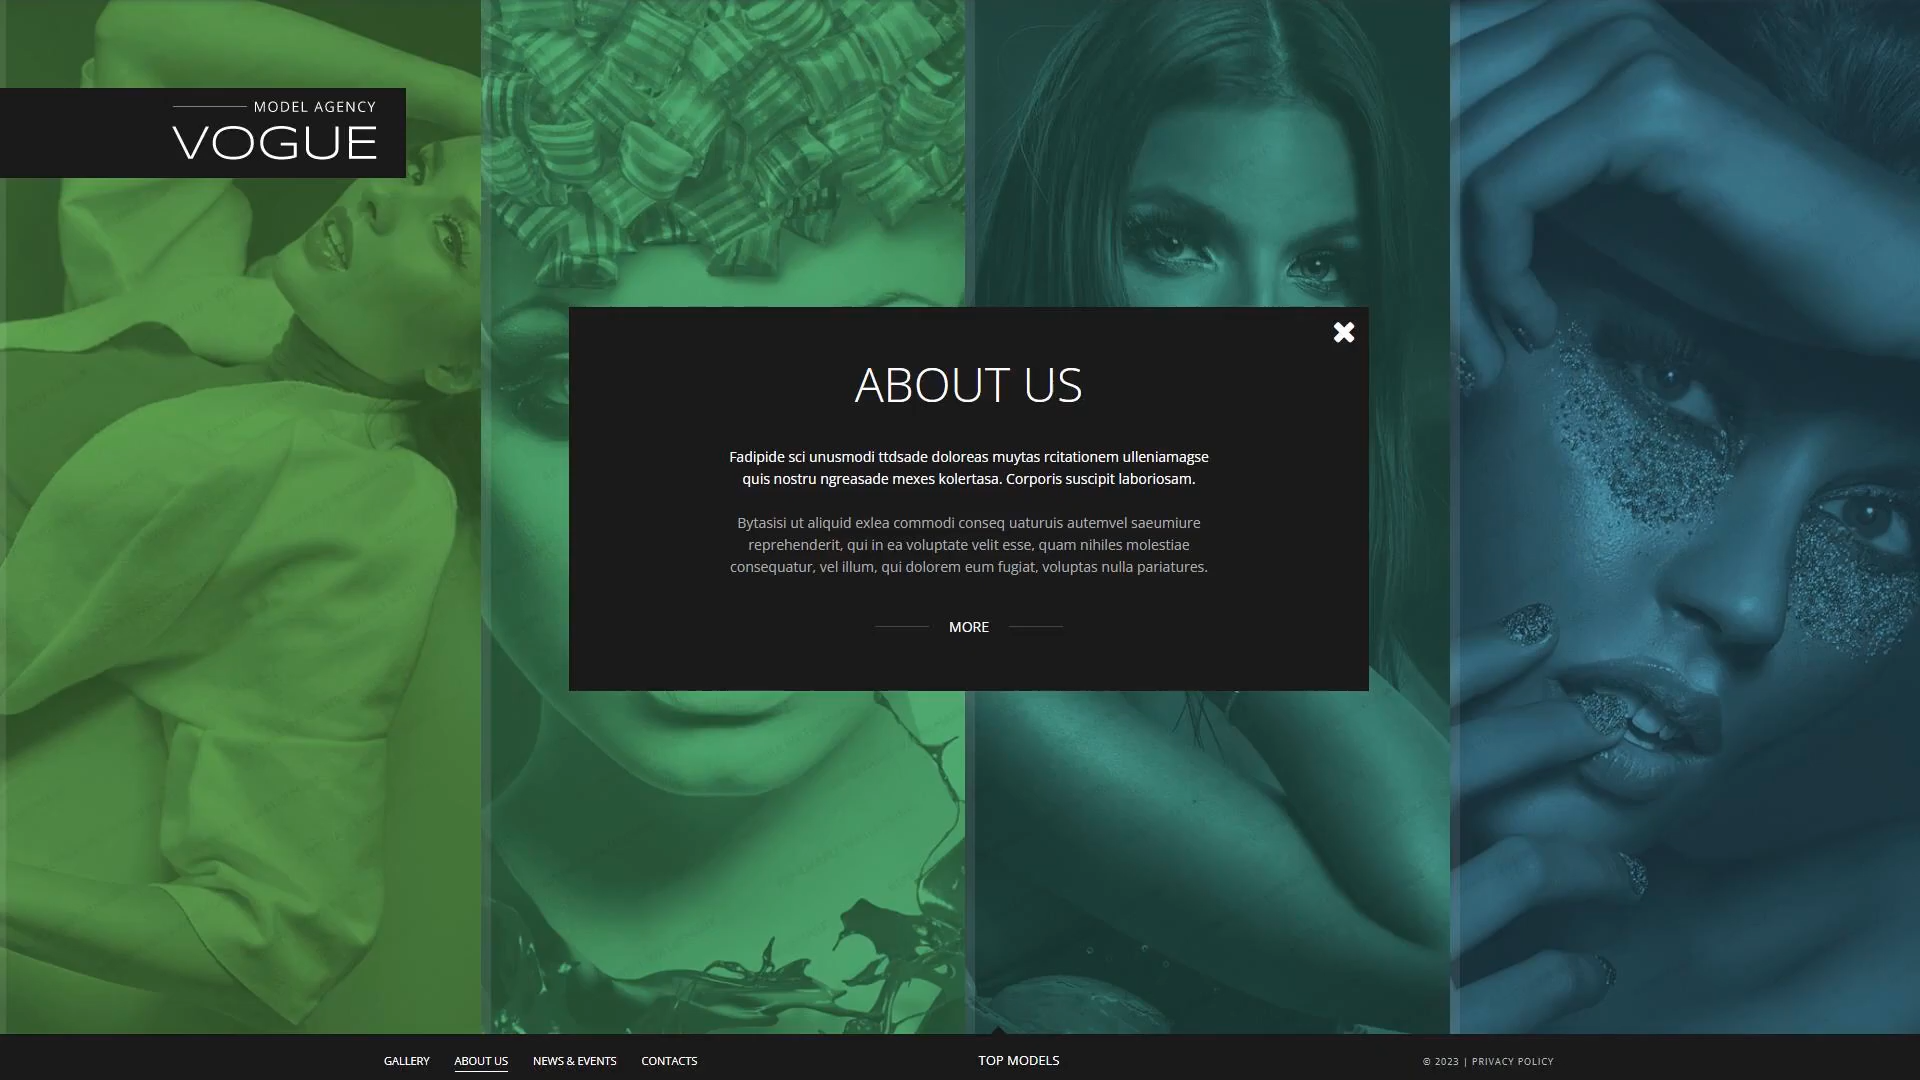 MODEL AGENCY
VOGUE
ABOUT US
Fadipide sci unusmodi ttdsade doloreas muytas rcitationem ulleniamagse
quis nostru ngreasade mexes kolertasa. Corporis suscipit laboriosam.
Bytasisi ut aliquid exlea commodi conseq uaturuis autemvel saeumiure
reprehenderit, qui in ea voluptate velit esse, quam nihiles molestiae
consequatur, vel illum, qui dolorem eum fugiat, voluptas nulla pariatures.
MORE
GALLERY ABOUT US NEWS & EVENTS CONTACTS TOP MODELS © 2023 | PRIVACY POLICY